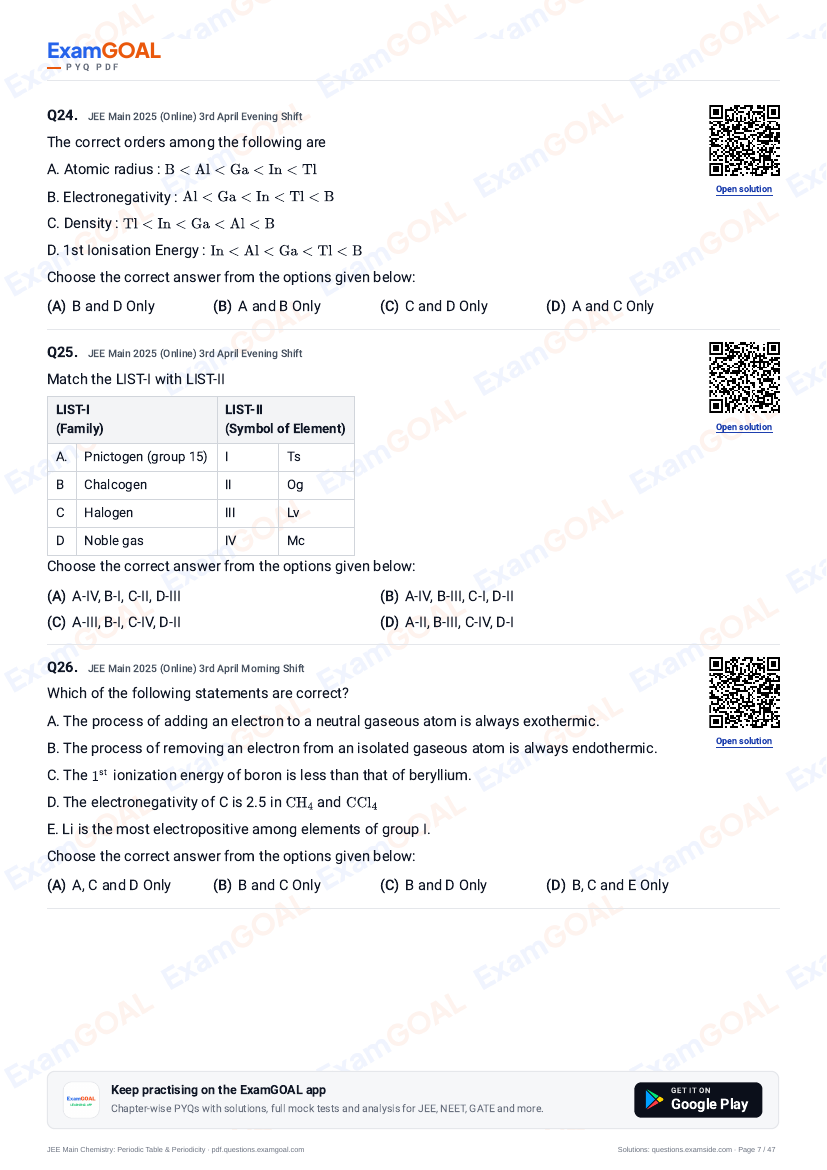 ExamGOAL
PYQ PDF
Q24. JEE Main 2025 (Online) 3rd April Evening Shift
The correct orders among the following are
A. Atomic radius : B < Al < Ga < In < Tl
B. Electronegativity : Al < Ga < In < Tl < B
C. Density : Tl < In < Ga < Al < B
D. 1st Ionisation Energy : In < Al < Ga < Tl < B
Choose the correct answer from the options given below:
(A) B and D Only (B) A and B Only (C) C and D Only (D) A and C Only
Open solution
Q25. JEE Main 2025 (Online) 3rd April Evening Shift
Match the LIST-I with LIST-II
LIST-I LIST-II
(Family) (Symbol of Element)
A. Pnictogen (group 15) I Ts
B Chalcogen II Og
C Halogen III Lv
D Noble gas IV Mc
Open solution
Choose the correct answer from the options given below:
(A) A-IV, B-I, C-II, D-III (B) A-IV, B-III, C-I, D-II
(C) A-III, B-I, C-IV, D-II (D) A-II, B-III, C-IV, D-I
Q26. JEE Main 2025 (Online) 3rd April Morning Shift
Which of the following statements are correct?
A. The process of adding an electron to a neutral gaseous atom is always exothermic.
B. The process of removing an electron from an isolated gaseous atom is always endothermic.
Open solution
C. The 1st ionization energy of boron is less than that of beryllium.
D. The electronegativity of C is 2.5 in CH4 and CCl4
E. Li is the most electropositive among elements of group I.
Choose the correct answer from the options given below:
(A) A, C and D Only (B) B and C Only (C) B and D Only (D) B, C and E Only
Keep practising on the ExamGOAL app
Chapter-wise PYQs with solutions, full mock tests and analysis for JEE, NEET, GATE and more.
GET IT ON
Google Play
JEE Main Chemistry: Periodic Table & Periodicity · pdf.questions.examgoal.com Solutions: questions.examside.com · Page 7 / 47